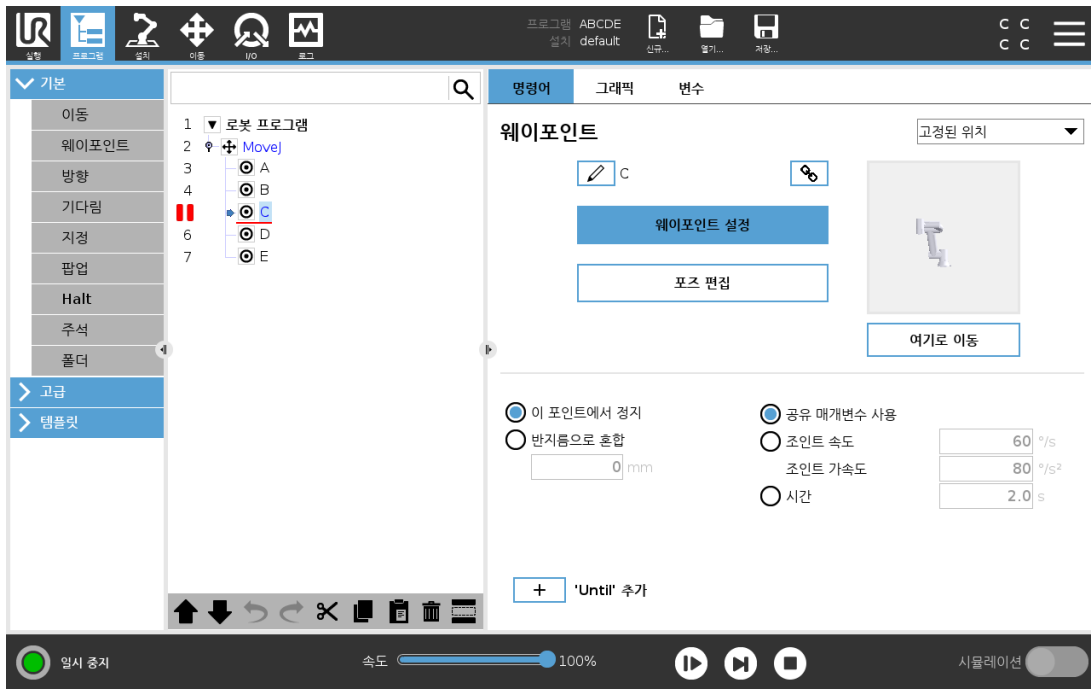 UR
실행
프로그램
설치
이동
I/O
로그
프로그램 ABCDE
설치 default
신규...
열기...
저장...
C C
C C
기본
이동
웨이포인트
방향
기다림
지정
팝업
Halt
주석
폴더
고급
템플릿
1 로봇 프로그램
2 MoveJ
3 A
4 B
C
6 D
7 E
명령어 그래픽 변수
웨이포인트
고정된 위치
C
웨이포인트 설정
포즈 편집
여기로 이동
이 포인트에서 정지
반지름으로 혼합
0 mm
공유 매개변수 사용
조인트 속도 60 °/s
조인트 가속도 80 °/s²
시간 2.0 s
+ 'Until' 추가
일시 중지
속도 100%
시뮬레이션